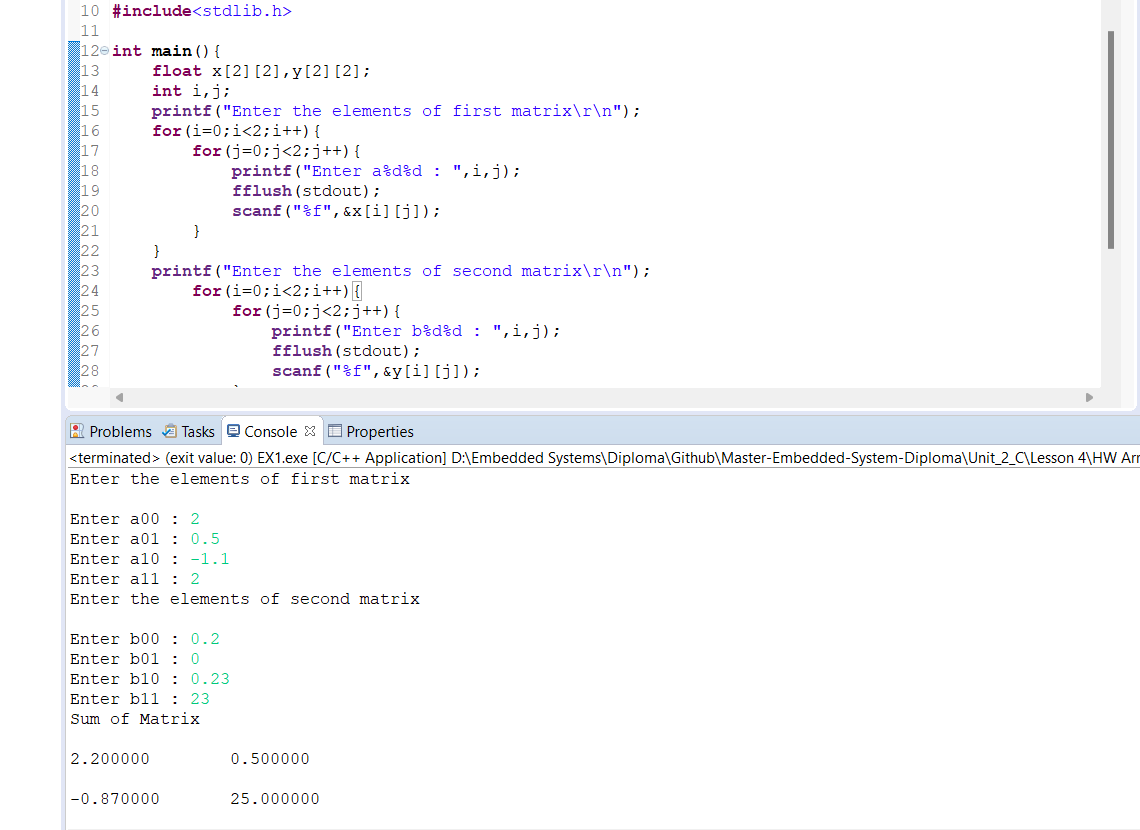 10 #include<stdlib.h>
11
12 int main(){
13     float x[2][2],y[2][2];
14     int i,j;
15     printf("Enter the elements of first matrix\r\n");
16     for(i=0;i<2;i++){
17         for(j=0;j<2;j++){
18             printf("Enter a%d%d : ",i,j);
19             fflush(stdout);
20             scanf("%f",&x[i][j]);
21         }
22     }
23     printf("Enter the elements of second matrix\r\n");
24         for(i=0;i<2;i++){
25             for(j=0;j<2;j++){
26                 printf("Enter b%d%d : ",i,j);
27                 fflush(stdout);
28                 scanf("%f",&y[i][j]);
Problems Tasks Console Properties
<terminated> (exit value: 0) EX1.exe [C/C++ Application] D:\Embedded Systems\Diploma\Github\Master-Embedded-System-Diploma\Unit_2_C\Lesson 4\HW Arr
Enter the elements of first matrix
Enter a00 : 2
Enter a01 : 0.5
Enter a10 : -1.1
Enter a11 : 2
Enter the elements of second matrix
Enter b00 : 0.2
Enter b01 : 0
Enter b10 : 0.23
Enter b11 : 23
Sum of Matrix
2.200000 0.500000
-0.870000 25.000000